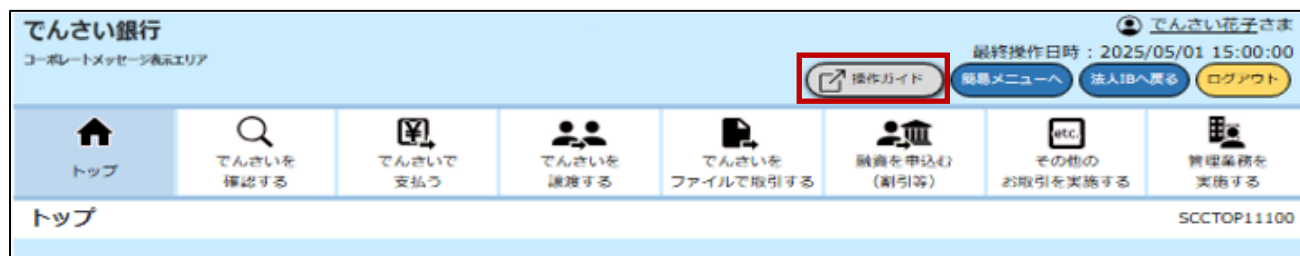 でんさい銀行
でんさい花子さま
コーポレートメッセージ表示エリア
最終操作日時：2025/05/01 15:00:00
操作ガイド
簡易メニューへ
法人IBへ戻る
ログアウト
トップ
でんさいを
確認する
でんさいで
支払う
でんさいを
譲渡する
でんさいを
ファイルで取引する
融資を申込む
(割引等)
etc.
その他の
お取引を実施する
管理業務を
実施する
トップ
SCCTOP11100